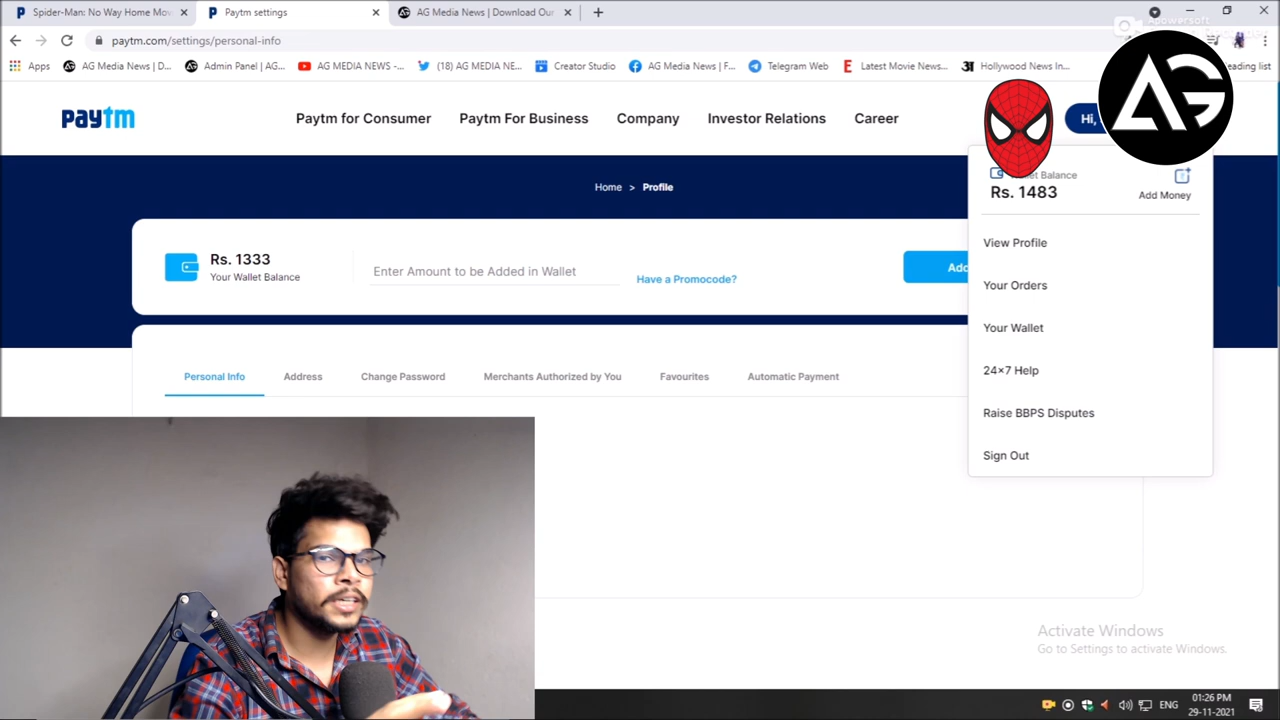 Spider-Man: No Way Home Mov
Paytm settings
AG Media News | Download Our
Apowersoft
paytm.com/settings/personal-info
Apps
AG Media News | D...
Admin Panel | AG...
AG MEDIA NEWS -...
(18) AG MEDIA NE...
Creator Studio
AG Media News | F...
Telegram Web
Latest Movie News...
Hollywood News In...
eading list
paytm
Paytm for Consumer
Paytm For Business
Company
Investor Relations
Career
Hi,
AG
Home > Profile
Balance
Rs. 1483
Add Money
Rs. 1333
Your Wallet Balance
Enter Amount to be Added in Wallet
Have a Promocode?
Add
View Profile
Your Orders
Your Wallet
24×7 Help
Raise BBPS Disputes
Sign Out
Personal Info
Address
Change Password
Merchants Authorized by You
Favourites
Automatic Payment
Activate Windows
Go to Settings to activate Windows.
ENG
01:26 PM
29-11-2021